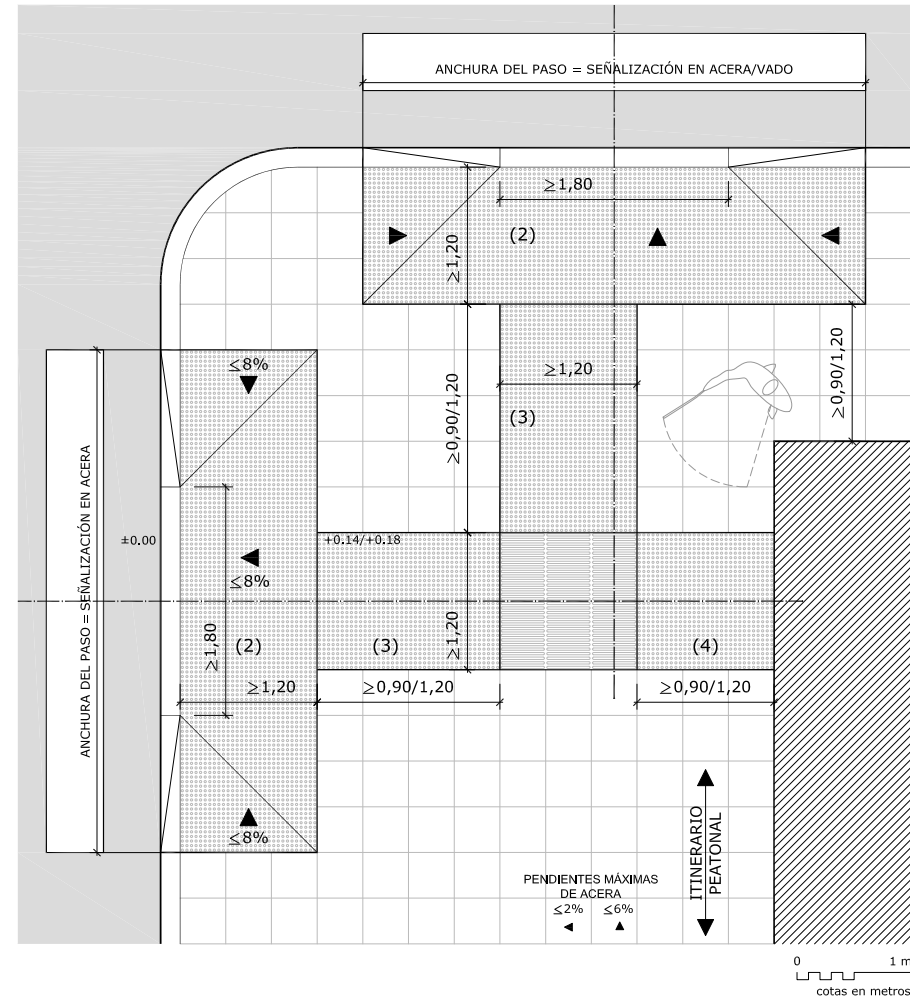 ANCHURA DEL PASO = SEÑALIZACIÓN EN ACERA/VADO
≥1,80
(2)
≥1,20
≥1,20
≥0,90/1,20
(3)
≥0,90/1,20
≤8%
ANCHURA DEL PASO = SEÑALIZACIÓN EN ACERA
±0.00
+0.14/+0.18
≤8%
≥1,80
(2)
(3)
≥1,20
(4)
≥1,20
≥0,90/1,20
≥0,90/1,20
≤8%
ITINERARIO
PEATONAL
PENDIENTES MÁXIMAS
DE ACERA
≤2% ≤6%
0 1 m
cotas en metros